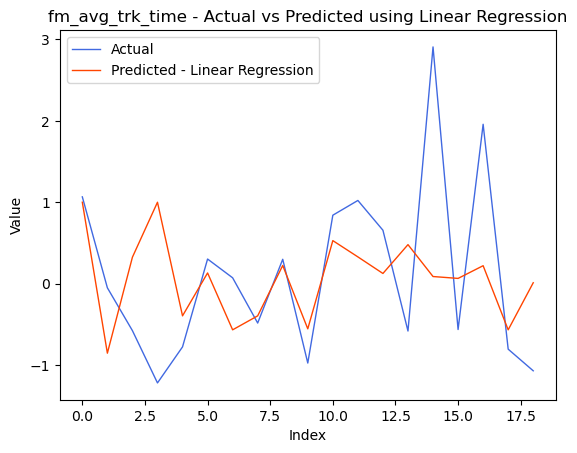 fm_avg_trk_time - Actual vs Predicted using Linear Regression
Actual
Predicted - Linear Regression
3
2
1
0
−1
Value
0.0 2.5 5.0 7.5 10.0 12.5 15.0 17.5
Index